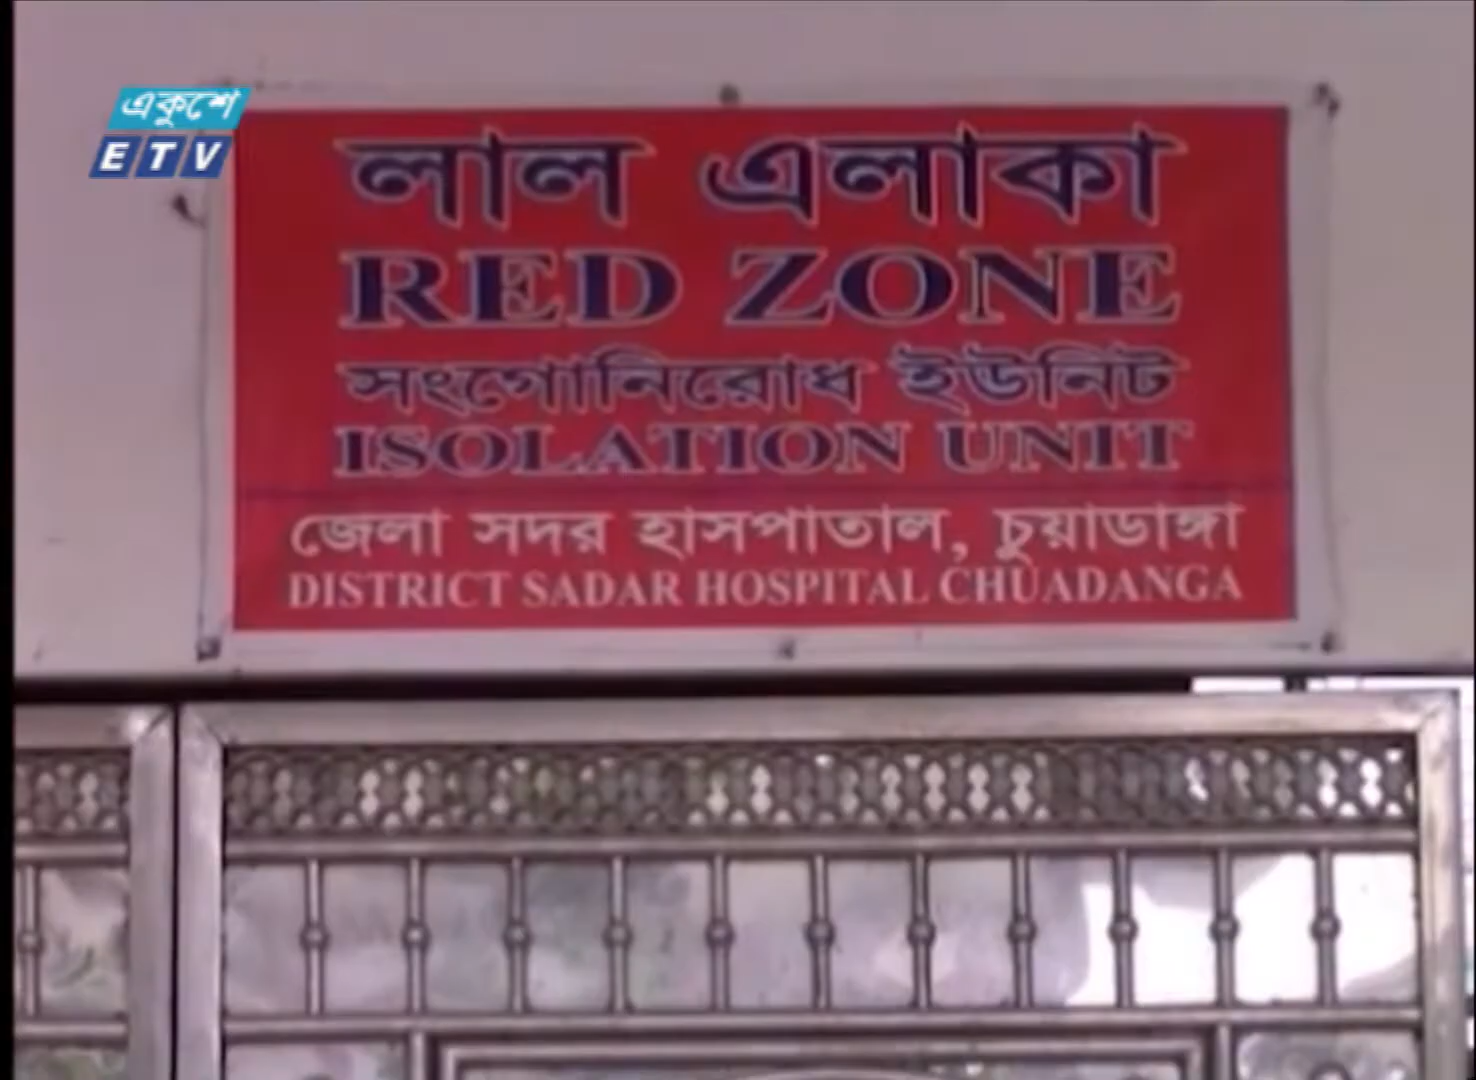 একুশে
ETV
লাল এলাকা
RED ZONE
সংগোনিরোধ ইউনিট
ISOLATION UNIT
জেলা সদর হাসপাতাল, চুয়াডাঙ্গা
DISTRICT SADAR HOSPITAL CHUADANGA